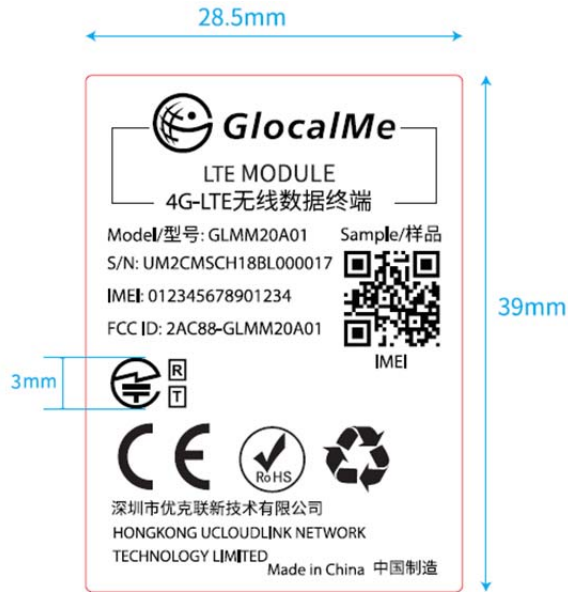 28.5mm
GlocalMe
LTE MODULE
4G-LTE无线数据终端
Model/型号: GLMM20A01
Sample/样品
S/N: UM2CMSCH18BL000017
IMEI: 012345678901234
FCC ID: 2AC88-GLMM20A01
IMEI
39mm
3mm
R
T
CE
RoHS
深圳市优克联新技术有限公司
HONGKONG UCLOUDLINK NETWORK
TECHNOLOGY LIMITED
Made in China 中国制造